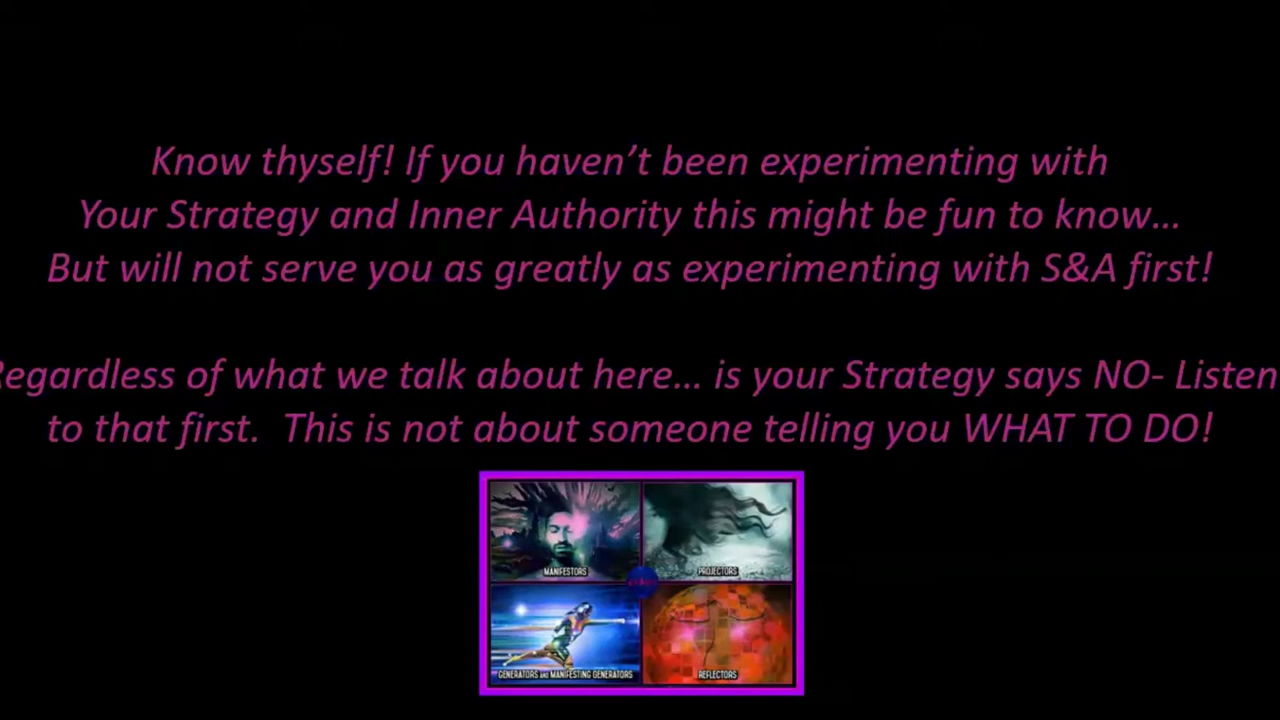 Know thyself! If you haven’t been experimenting with
Your Strategy and Inner Authority this might be fun to know…
But will not serve you as greatly as experimenting with S&A first!
Regardless of what we talk about here… is your Strategy says NO- Listen
to that first.  This is not about someone telling you WHAT TO DO!
MANIFESTORS
PROJECTORS
GENERATORS AND MANIFESTING GENERATORS
REFLECTORS